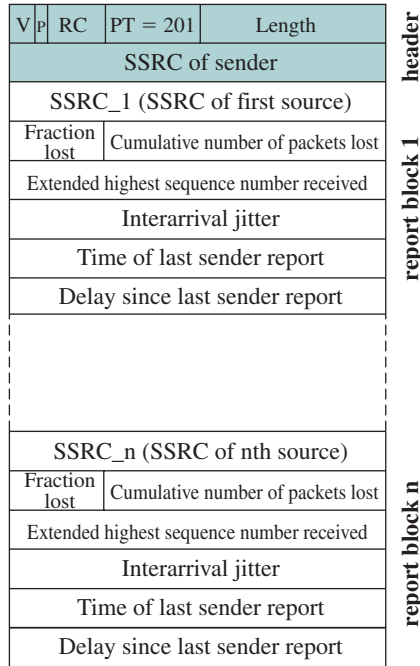 V P RC PT = 201 Length
SSRC of sender
header
SSRC_1 (SSRC of first source)
Fraction
lost
Cumulative number of packets lost
Extended highest sequence number received
Interarrival jitter
Time of last sender report
Delay since last sender report
report block 1
SSRC_n (SSRC of nth source)
Fraction
lost
Cumulative number of packets lost
Extended highest sequence number received
Interarrival jitter
Time of last sender report
Delay since last sender report
report block n